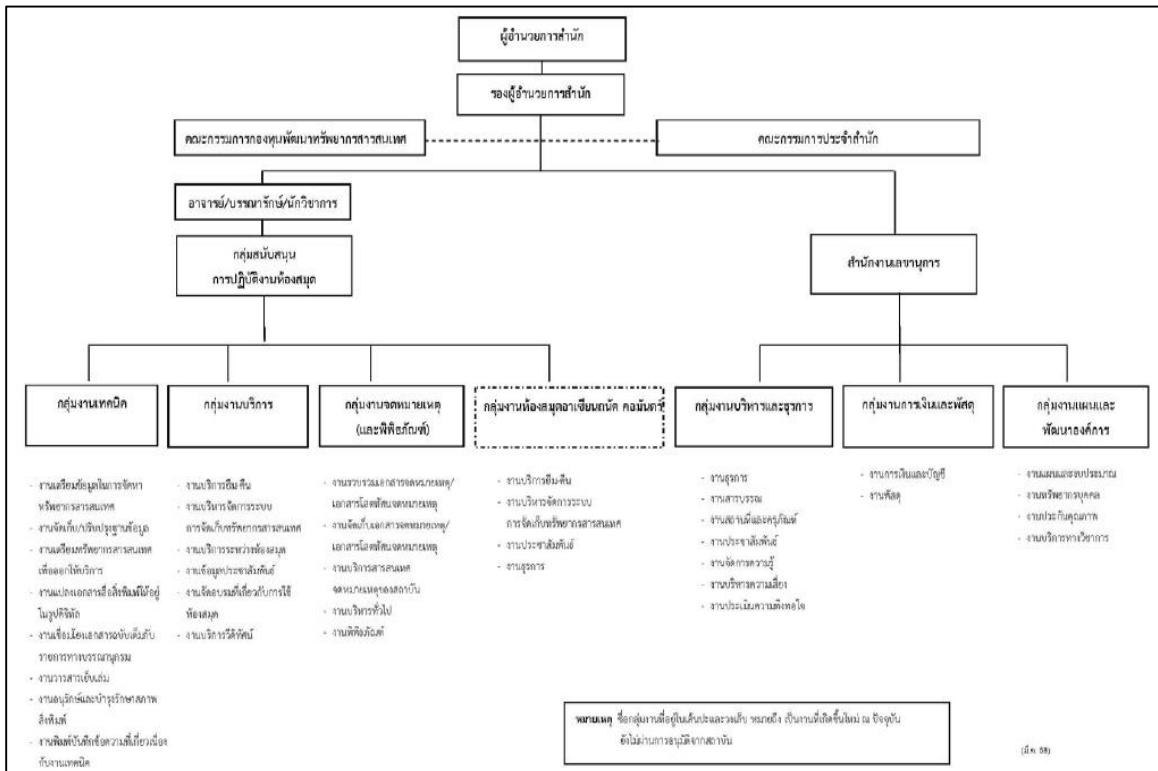 ผู้อำนวยการสำนัก
รองผู้อำนวยการสำนัก
คณะกรรมการกองทุนพัฒนาทรัพยากรสารสนเทศ
คณะกรรมการประจำสำนัก
อาจารย์/บรรณารักษ์/นักวิชาการ
กลุ่มสนับสนุน
การปฏิบัติงานห้องสมุด
สำนักงานเลขานุการ
กลุ่มงานเทคนิค
- งานเตรียมข้อมูลในการจัดหา
ทรัพยากรสารสนเทศ
- งานจัดเก็บ/ปรับปรุงฐานข้อมูล
- งานเตรียมทรัพยากรสารสนเทศ
เพื่อออกให้บริการ
- งานแปลงเอกสารสื่อสิ่งพิมพ์ให้อยู่
ในรูปดิจิทัล
- งานเชื่อมโยงเอกสารฉบับเต็มกับ
รายการทางบรรณานุกรม
- งานวารสารเย็บเล่ม
- งานอนุรักษ์และบำรุงรักษาสภาพ
สิ่งพิมพ์
- งานพิมพ์บันทึกข้อความที่เกี่ยวเนื่อง
กับงานเทคนิค
กลุ่มงานบริการ
- งานบริการยืม-คืน
- งานบริหารจัดการระบบ
การจัดเก็บทรัพยากรสารสนเทศ
- งานบริการระหว่างห้องสมุด
- งานข้อมูลประชาสัมพันธ์
- งานจัดอบรมที่เกี่ยวกับการใช้
ห้องสมุด
- งานบริการวีดิทัศน์
กลุ่มงานจดหมายเหตุ
(และพิพิธภัณฑ์)
- งานรวบรวมเอกสารจดหมายเหตุ/
เอกสารโสตทัศนจดหมายเหตุ
- งานจัดเก็บเอกสารจดหมายเหตุ/
เอกสารโสตทัศนจดหมายเหตุ
- งานบริการสารสนเทศ
จดหมายเหตุของสถาบัน
- งานบริหารทั่วไป
- งานพิพิธภัณฑ์
กลุ่มงานห้องสมุดอาเซียนถนัด คอมันตร์
- งานบริการยืม-คืน
- งานบริหารจัดการระบบ
การจัดเก็บทรัพยากรสารสนเทศ
- งานประชาสัมพันธ์
- งานธุรการ
กลุ่มงานบริหารและธุรการ
- งานธุรการ
- งานสารบรรณ
- งานสถานที่และครุภัณฑ์
- งานประชาสัมพันธ์
- งานจัดการความรู้
- งานบริหารความเสี่ยง
- งานประเมินความพึงพอใจ
กลุ่มงานการเงินและพัสดุ
- งานการเงินและบัญชี
- งานพัสดุ
กลุ่มงานแผนและ
พัฒนาองค์การ
- งานแผนและงบประมาณ
- งานทรัพยากรบุคคล
- งานประกันคุณภาพ
- งานบริการทางวิชาการ
หมายเหตุ ชื่อกลุ่มงานที่อยู่ในเส้นประและวงเล็บ หมายถึง เป็นงานที่เกิดขึ้นใหม่ ณ ปัจจุบัน
ยังไม่ผ่านการอนุมัติจากสถาบัน
(มี.ค. 58)